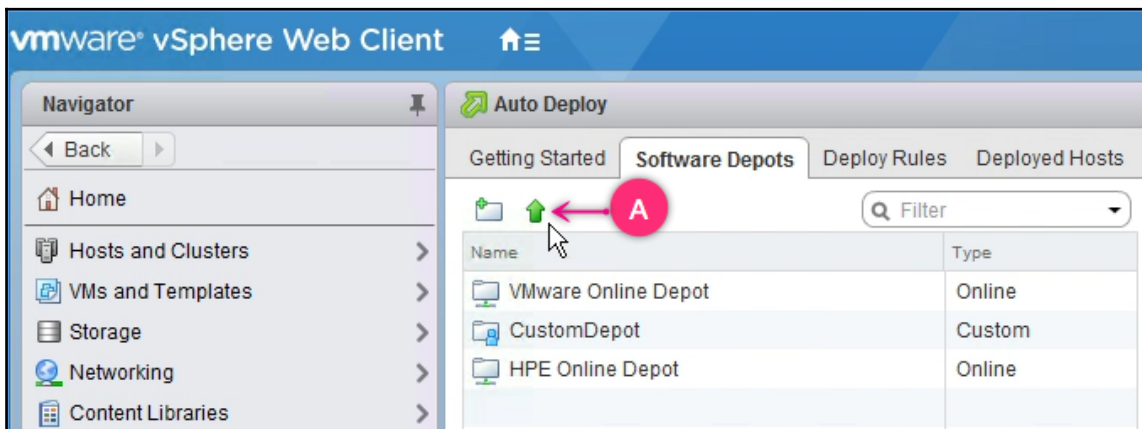 vmware® vSphere Web Client
Navigator
Back
Home
Hosts and Clusters
VMs and Templates
Storage
Networking
Content Libraries
Auto Deploy
Getting Started Software Depots Deploy Rules Deployed Hosts
A
Filter
Name Type
VMware Online Depot Online
CustomDepot Custom
HPE Online Depot Online